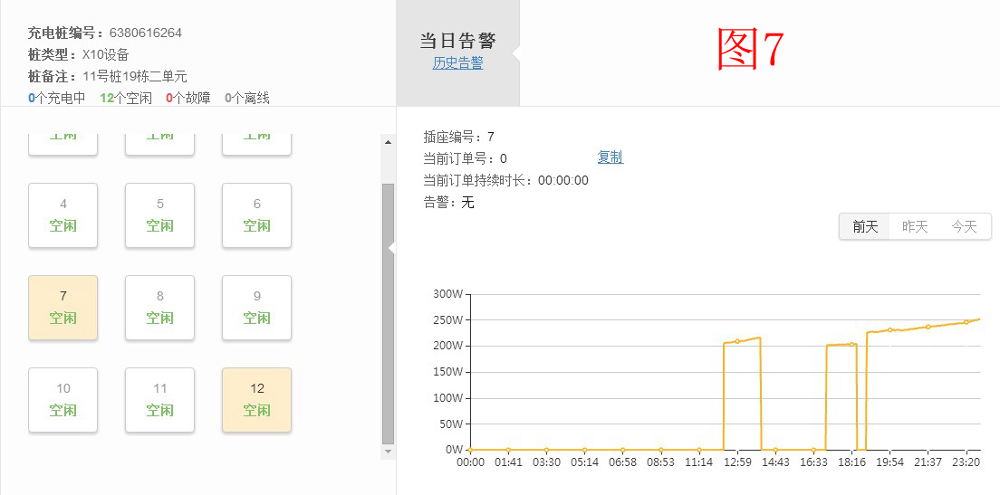 充电桩编号：6380616264
桩类型：X10设备
桩备注：11号桩19栋二单元
0个充电中 12个空闲 0个故障 0个离线
空闲 空闲 空闲
4 5 6
空闲 空闲 空闲
7 8 9
空闲 空闲 空闲
10 11 12
空闲 空闲 空闲
当日告警
历史告警
图7
插座编号：7
当前订单号：0 复制
当前订单持续时长：00:00:00
告警：无
前天 昨天 今天
300W
250W
200W
150W
100W
50W
0W
00:00 01:41 03:30 05:14 06:58 08:53 11:14 12:59 14:43 16:33 18:16 19:54 21:37 23:20